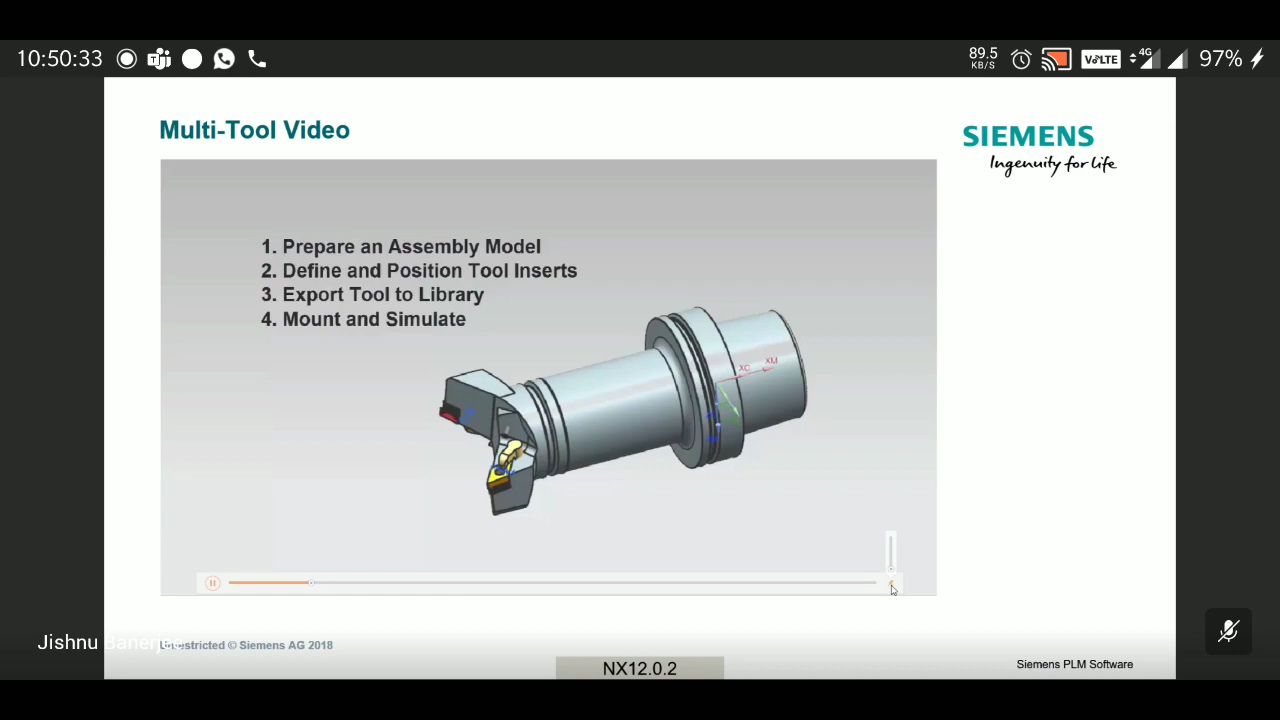 10:50:33
89.5
KB/S
VoLTE
4G
97%
Multi-Tool Video
SIEMENS
Ingenuity for life
1. Prepare an Assembly Model
2. Define and Position Tool Inserts
3. Export Tool to Library
4. Mount and Simulate
XC
XM
Jishnu Banerjee
© Siemens AG 2018
NX12.0.2
Siemens PLM Software